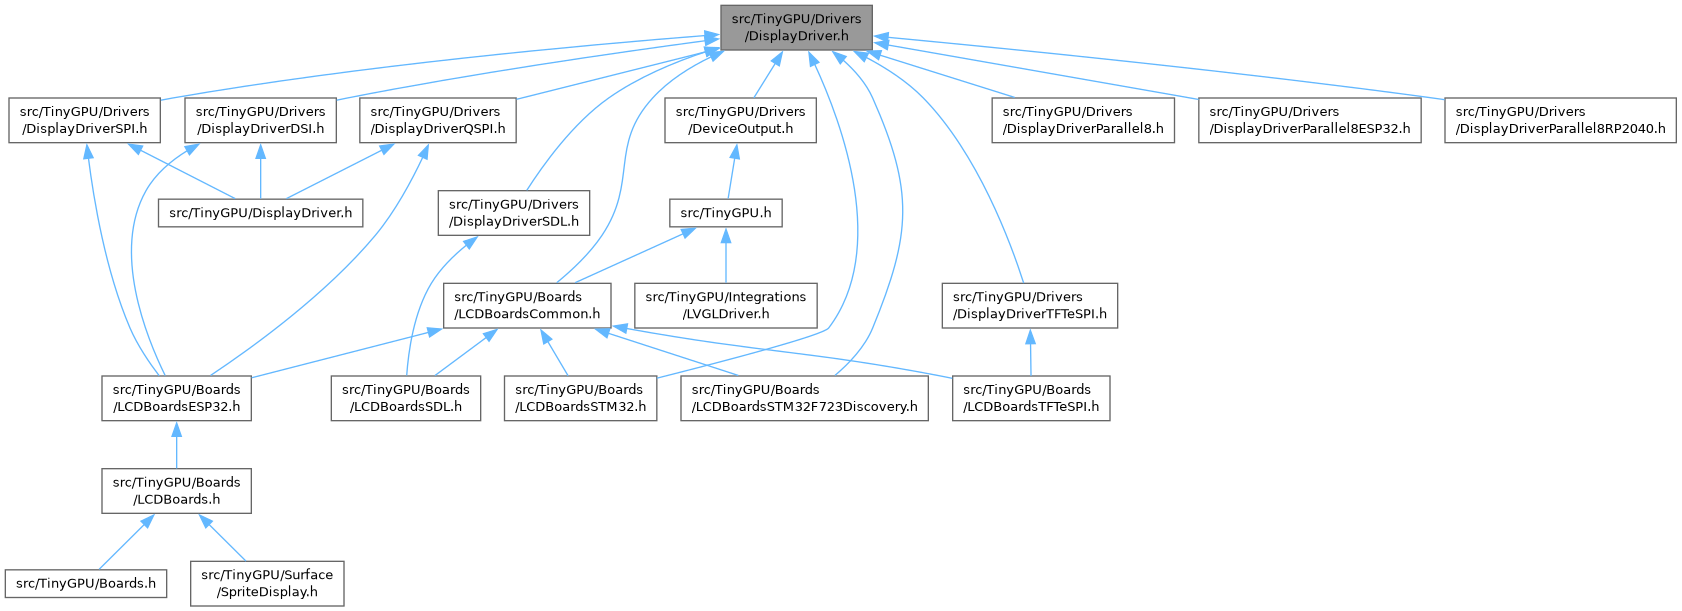 src/TinyGPU/Drivers
/DisplayDriver.h
src/TinyGPU/Drivers
/DisplayDriverSPI.h
src/TinyGPU/Drivers
/DisplayDriverDSI.h
src/TinyGPU/Drivers
/DisplayDriverQSPI.h
src/TinyGPU/Drivers
/DeviceOutput.h
src/TinyGPU/Drivers
/DisplayDriverParallel8.h
src/TinyGPU/Drivers
/DisplayDriverParallel8ESP32.h
src/TinyGPU/Drivers
/DisplayDriverParallel8RP2040.h
src/TinyGPU/DisplayDriver.h
src/TinyGPU/Drivers
/DisplayDriverSDL.h
src/TinyGPU.h
src/TinyGPU/Boards
/LCDBoardsCommon.h
src/TinyGPU/Integrations
/LVGLDriver.h
src/TinyGPU/Drivers
/DisplayDriverTFTeSPI.h
src/TinyGPU/Boards
/LCDBoardsESP32.h
src/TinyGPU/Boards
/LCDBoardsSDL.h
src/TinyGPU/Boards
/LCDBoardsSTM32.h
src/TinyGPU/Boards
/LCDBoardsSTM32F723Discovery.h
src/TinyGPU/Boards
/LCDBoardsTFTeSPI.h
src/TinyGPU/Boards
/LCDBoards.h
src/TinyGPU/Boards.h
src/TinyGPU/Surface
/SpriteDisplay.h